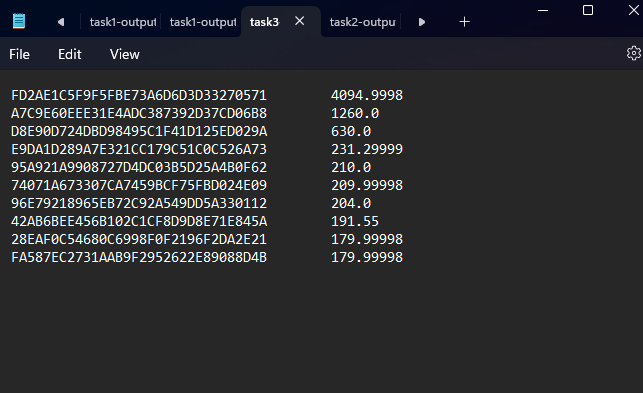 task1-output
task1-output
task3
task2-outpu
File
Edit
View
FD2AE1C5F9F5FBE73A6D6D3D33270571 4094.9998
A7C9E60EEE31E4ADC387392D37CD06B8 1260.0
D8E90D724DBD98495C1F41D125ED029A 630.0
E9DA1D289A7E321CC179C51C0C526A73 231.29999
95A921A9908727D4DC03B5D25A4B0F62 210.0
74071A673307CA7459BCF75FBD024E09 209.99998
96E79218965EB72C92A549DD5A330112 204.0
42AB6BEE456B102C1CF8D9D8E71E845A 191.55
28EAF0C54680C6998F0F2196F2DA2E21 179.99998
FA587EC2731AAB9F2952622E89088D4B 179.99998